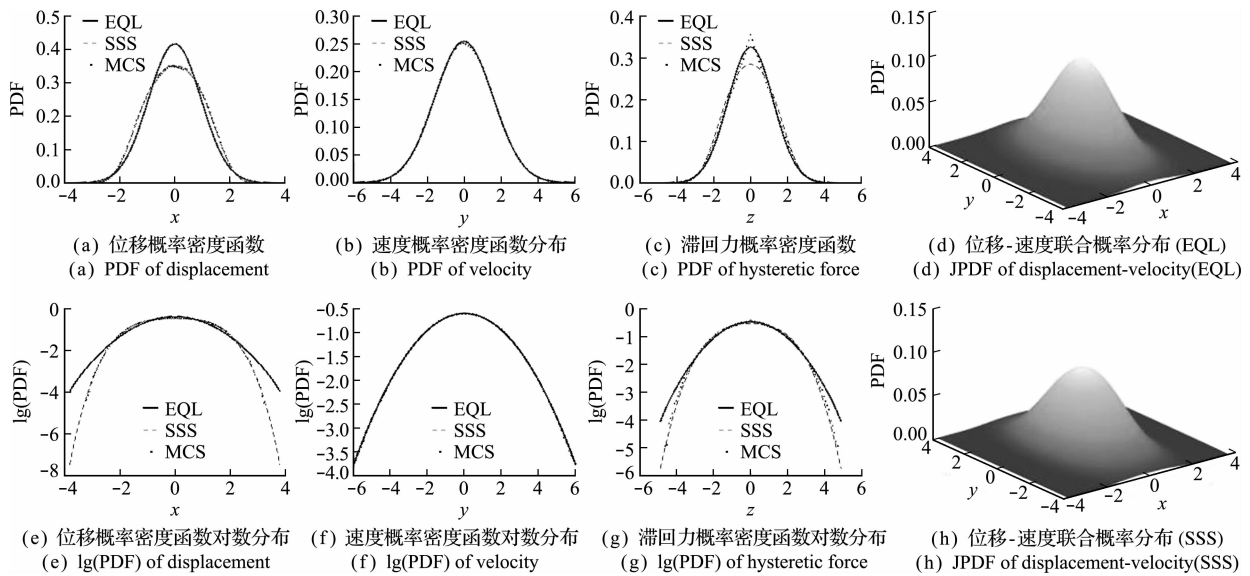 0.5
0.4
0.3
0.2
0.1
0.0
PDF
EQL
SSS
MCS
-4 -2 0 2 4
x
(a) 位移概率密度函数
(a) PDF of displacement
0.30
0.25
0.20
0.15
0.10
0.05
0.00
PDF
EQL
SSS
MCS
-6 -4 -2 0 2 4 6
y
(b) 速度概率密度函数分布
(b) PDF of velocity
0.4
0.3
0.2
0.1
0.0
PDF
EQL
SSS
MCS
-8 -6 -4 -2 0 2 4 6 8
z
(c) 滞回力概率密度函数
(c) PDF of hysteretic force
0.15
0.10
0.05
0.00
PDF
4 2 0 -2 -4
y
-4 -2 0 2 4
x
(d) 位移-速度联合概率分布(EQL)
(d) JPDF of displacement-velocity(EQL)
0
-2
-4
-6
-8
lg(PDF)
EQL
SSS
MCS
-4 -2 0 2 4
x
(e) 位移概率密度函数对数分布
(e) lg(PDF) of displacement
-0.5
-1.0
-1.5
-2.0
-2.5
-3.0
-3.5
-4.0
lg(PDF)
EQL
SSS
MCS
-6 -4 -2 0 2 4 6
y
(f) 速度概率密度函数对数分布
(f) lg(PDF) of velocity
0
-1
-2
-3
-4
-5
-6
lg(PDF)
EQL
SSS
MCS
-6 -4 -2 0 2 4 6
z
(g) 滞回力概率密度函数对数分布
(g) lg(PDF) of hysteretic force
0.15
0.10
0.05
0.00
PDF
4 2 0 -2 -4
y
-4 -2 0 2 4
x
(h) 位移-速度联合概率分布(SSS)
(h) JPDF of displacement-velocity(SSS)